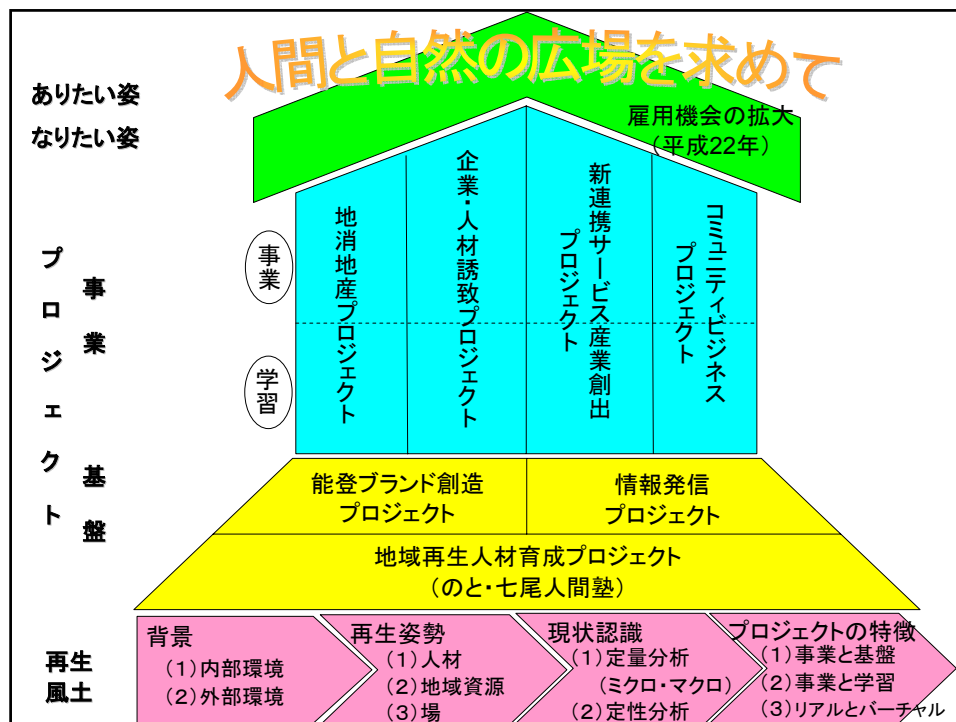 人間と自然の広場を求めて
ありたい姿
なりたい姿
雇用機会の拡大
（平成22年）
プロジェクト
事業
基盤
事業
学習
地消地産プロジェクト
企業・人材誘致プロジェクト
新連携サービス産業創出
プロジェクト
コミュニティビジネス
プロジェクト
能登ブランド創造
プロジェクト
情報発信
プロジェクト
地域再生人材育成プロジェクト
（のと・七尾人間塾）
再生
風土
背景
（1）内部環境
（2）外部環境
再生姿勢
（1）人材
（2）地域資源
（3）場
現状認識
（1）定量分析
（ミクロ・マクロ）
（2）定性分析
プロジェクトの特徴
（1）事業と基盤
（2）事業と学習
（3）リアルとバーチャル